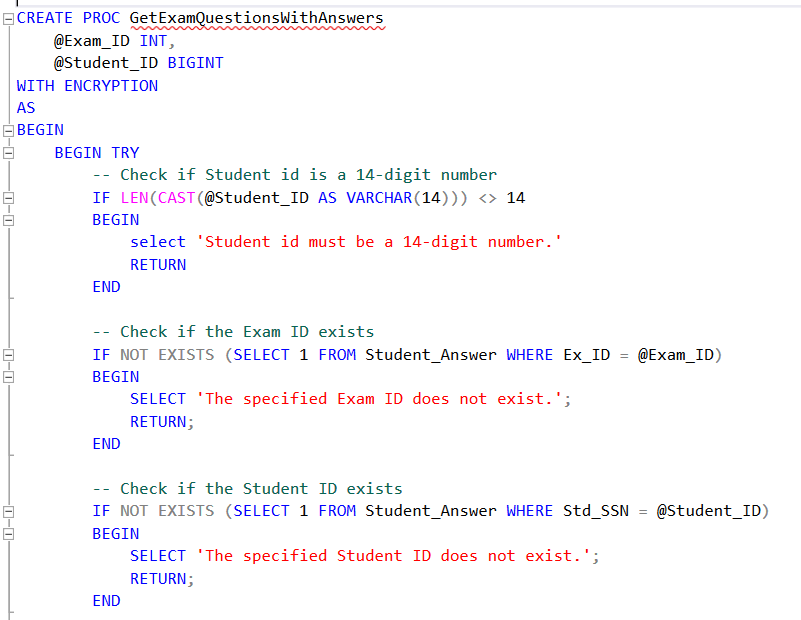 CREATE PROC GetExamQuestionsWithAnswers
    @Exam_ID INT,
    @Student_ID BIGINT
WITH ENCRYPTION
AS
BEGIN
    BEGIN TRY
        -- Check if Student id is a 14-digit number
        IF LEN(CAST(@Student_ID AS VARCHAR(14))) <> 14
        BEGIN
            select 'Student id must be a 14-digit number.'
            RETURN
        END

        -- Check if the Exam ID exists
        IF NOT EXISTS (SELECT 1 FROM Student_Answer WHERE Ex_ID = @Exam_ID)
        BEGIN
            SELECT 'The specified Exam ID does not exist.';
            RETURN;
        END

        -- Check if the Student ID exists
        IF NOT EXISTS (SELECT 1 FROM Student_Answer WHERE Std_SSN = @Student_ID)
        BEGIN
            SELECT 'The specified Student ID does not exist.';
            RETURN;
        END